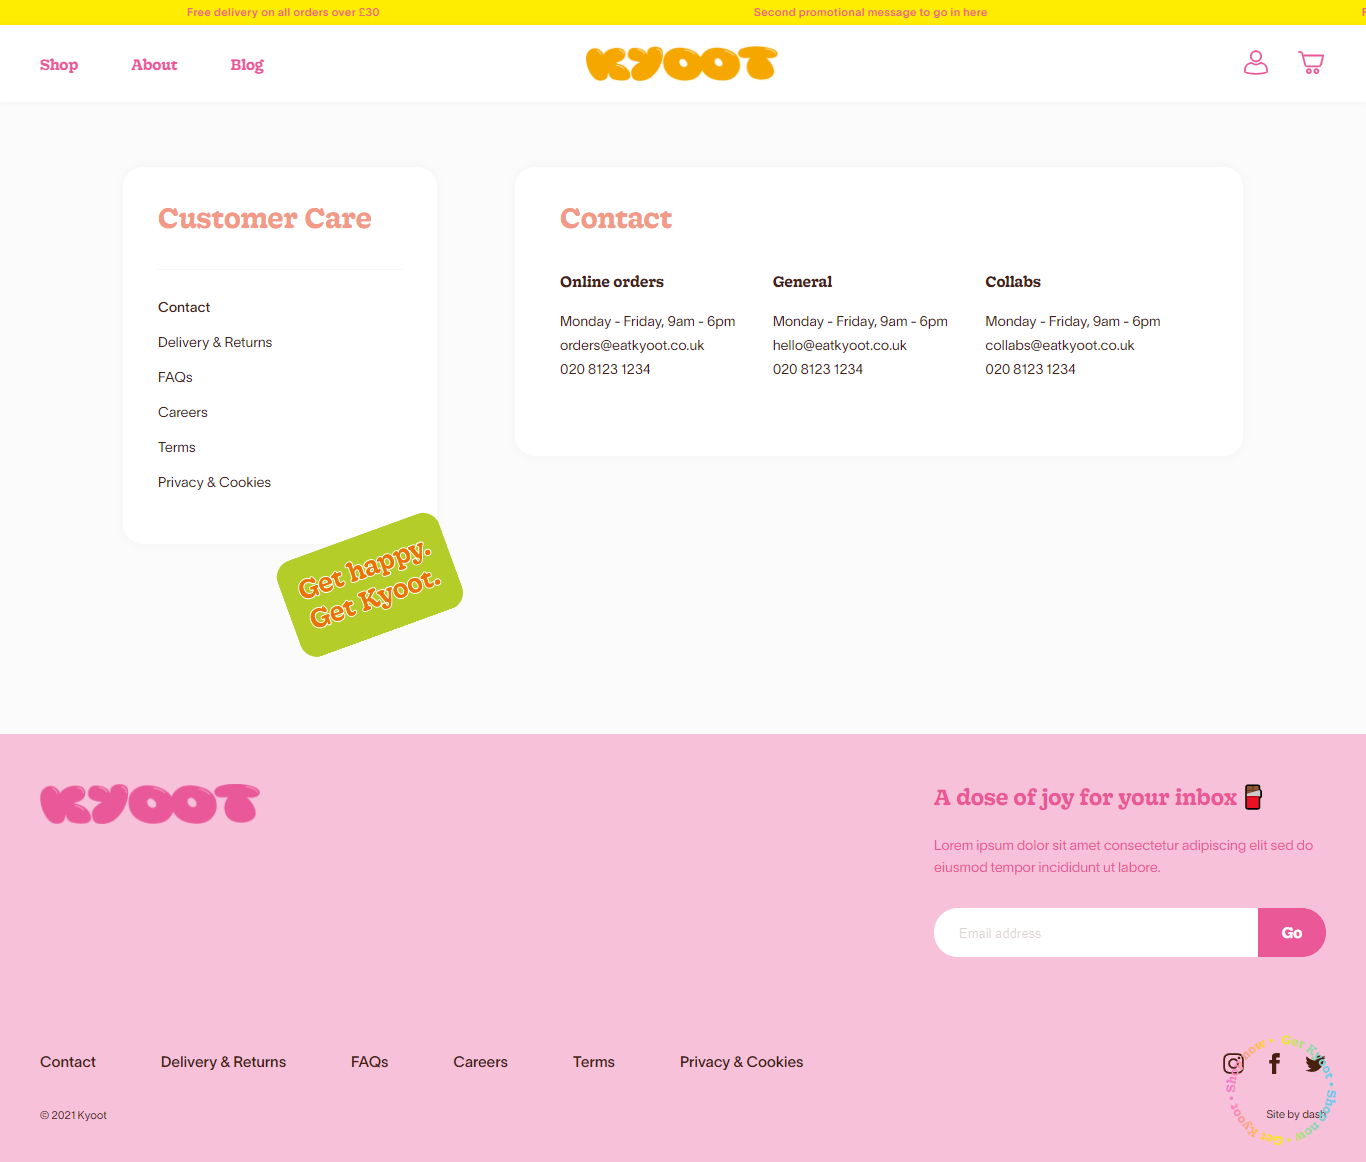 Free delivery on all orders over £30
Second promotional message to go in here
Shop
About
Blog
KYOOT
Customer Care
Contact
Delivery & Returns
FAQs
Careers
Terms
Privacy & Cookies
Get happy.
Get Kyoot.
Contact
Online orders
Monday - Friday, 9am - 6pm
orders@eatkyoot.co.uk
020 8123 1234
General
Monday - Friday, 9am - 6pm
hello@eatkyoot.co.uk
020 8123 1234
Collabs
Monday - Friday, 9am - 6pm
collabs@eatkyoot.co.uk
020 8123 1234
KYOOT
A dose of joy for your inbox
Lorem ipsum dolor sit amet consectetur adipiscing elit sed do
eiusmod tempor incididunt ut labore.
Email address
Go
Contact
Delivery & Returns
FAQs
Careers
Terms
Privacy & Cookies
© 2021 Kyoot
Site by
Get Kyoot • Shop now • Get Kyoot • Shop now •